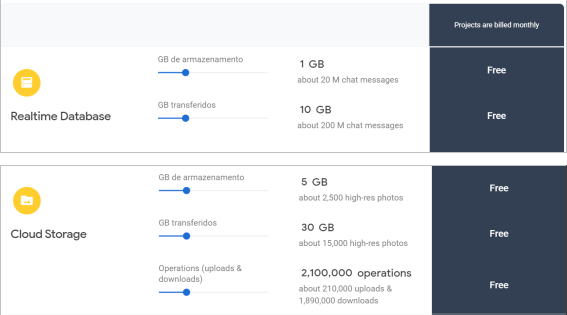 Projects are billed monthly
GB de armazenamento
1 GB
about 20 M chat messages
Free
Realtime Database
GB transferidos
10 GB
about 200 M chat messages
Free
GB de armazenamento
5 GB
about 2,500 high-res photos
Free
Cloud Storage
GB transferidos
30 GB
about 15,000 high-res photos
Free
Operations (uploads &
downloads)
2,100,000 operations
about 210,000 uploads &
1,890,000 downloads
Free